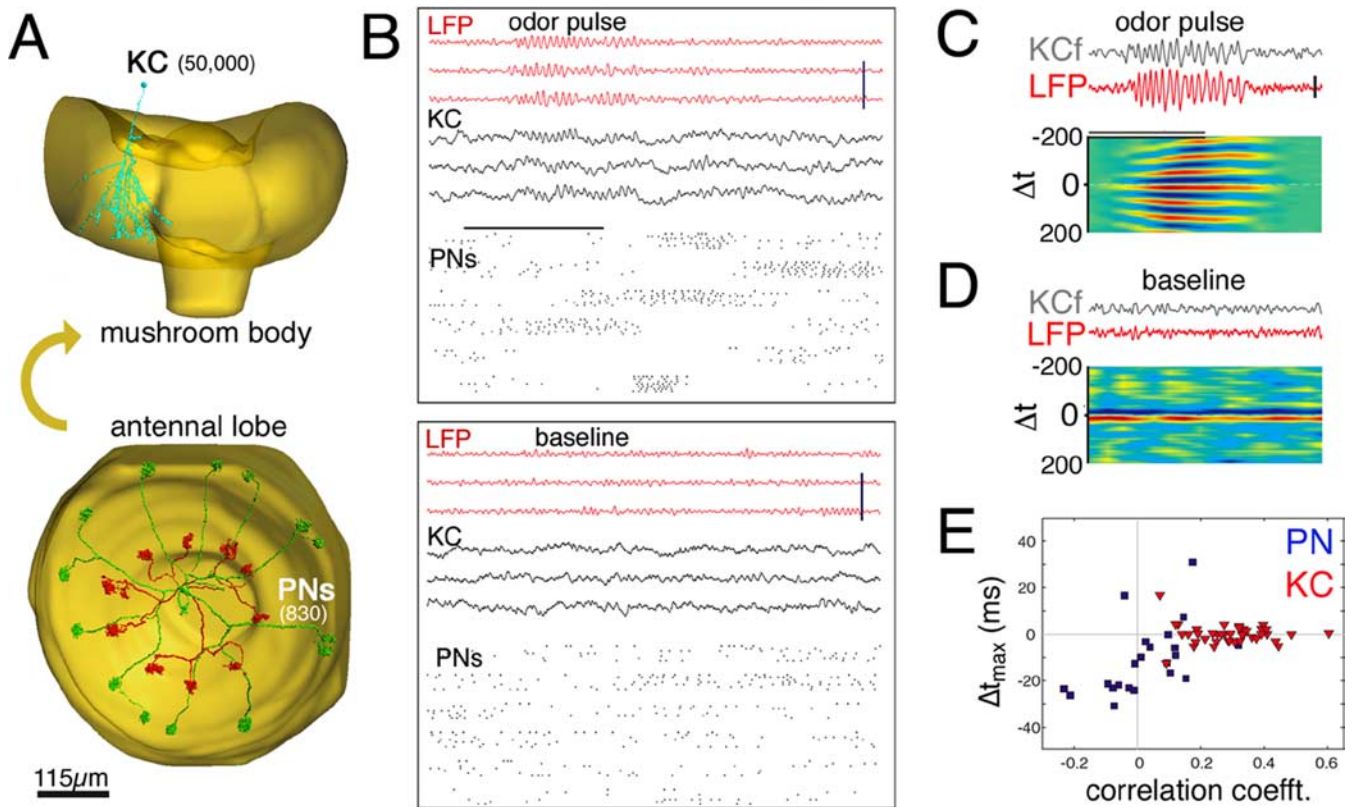 A
KC (50,000)
mushroom body
antennal lobe
PNs
(830)
115µm
B
LFP
odor pulse
KC
PNs
LFP
baseline
KC
PNs
C
odor pulse
KCf
LFP
-200
0
200
Δt
D
baseline
KCf
LFP
-200
0
200
Δt
E
PN
KC
40
20
0
-20
-40
Δt_max (ms)
-0.2
0
0.2
0.4
0.6
correlation coefft.